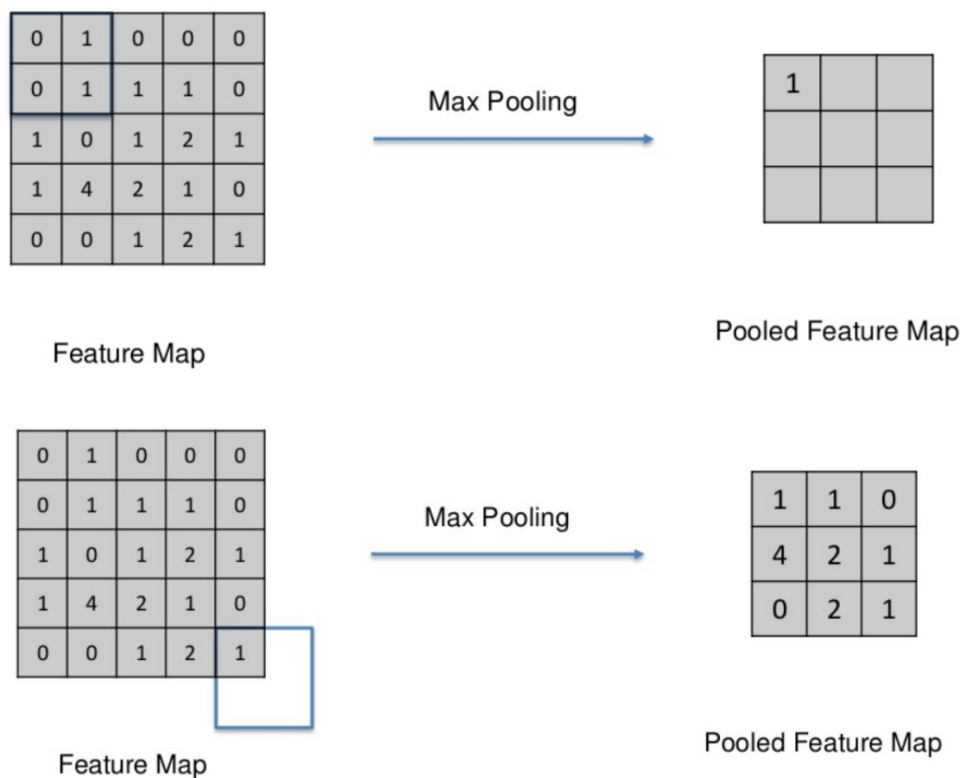 0 1 0 0 0
0 1 1 1 0
1 0 1 2 1
1 4 2 1 0
0 0 1 2 1
Feature Map
Max Pooling
1
Pooled Feature Map
0 1 0 0 0
0 1 1 1 0
1 0 1 2 1
1 4 2 1 0
0 0 1 2 1
Feature Map
Max Pooling
1 1 0
4 2 1
0 2 1
Pooled Feature Map